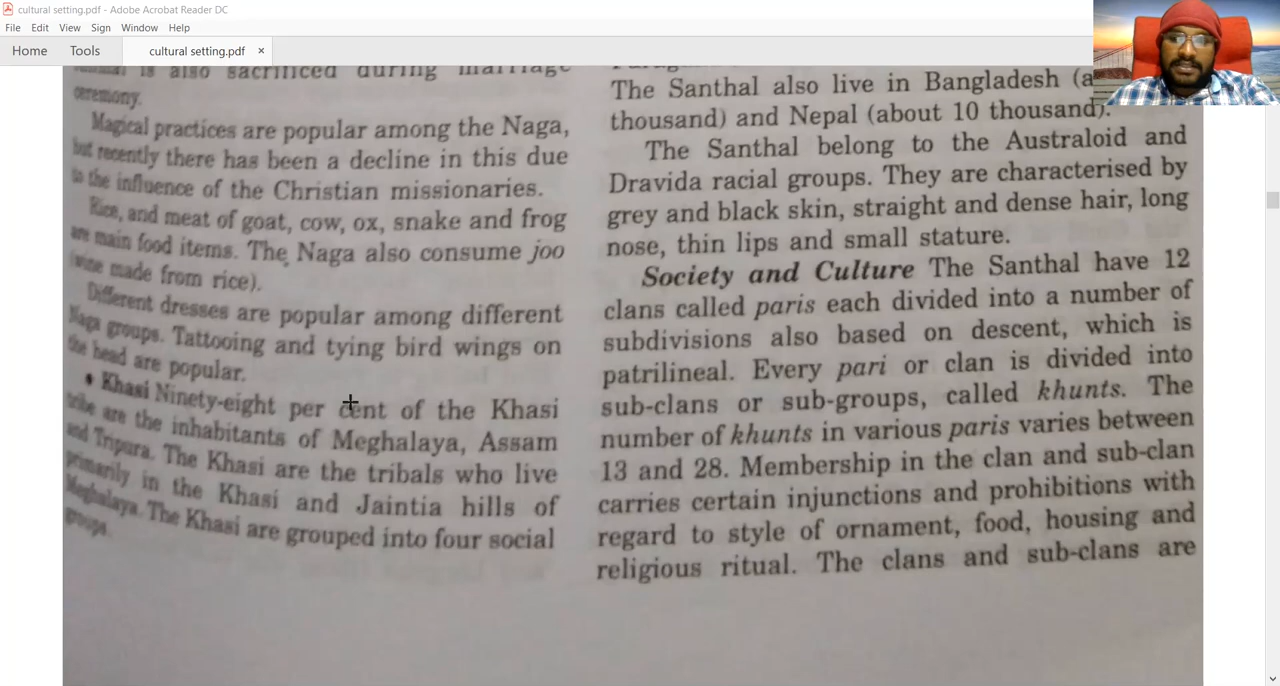 cultural setting.pdf - Adobe Acrobat Reader DC
File Edit View Sign Window Help
Home Tools cultural setting.pdf ×
is also sacrificed during marriage
ceremony.
Magical practices are popular among the Naga,
but recently there has been a decline in this due
to the influence of the Christian missionaries.
Rice, and meat of goat, cow, ox, snake and frog
are main food items. The Naga also consume joo
(wine made from rice).
Different dresses are popular among different
Naga groups. Tattooing and tying bird wings on
the head are popular.
• Khasi Ninety-eight per cent of the Khasi
tribe are the inhabitants of Meghalaya, Assam
and Tripura. The Khasi are the tribals who live
primarily in the Khasi and Jaintia hills of
Meghalaya. The Khasi are grouped into four social
groups.
The Santhal also live in Bangladesh (a
thousand) and Nepal (about 10 thousand).
The Santhal belong to the Australoid and
Dravida racial groups. They are characterised by
grey and black skin, straight and dense hair, long
nose, thin lips and small stature.
Society and Culture The Santhal have 12
clans called paris each divided into a number of
subdivisions also based on descent, which is
patrilineal. Every pari or clan is divided into
sub-clans or sub-groups, called khunts. The
number of khunts in various paris varies between
13 and 28. Membership in the clan and sub-clan
carries certain injunctions and prohibitions with
regard to style of ornament, food, housing and
religious ritual. The clans and sub-clans are